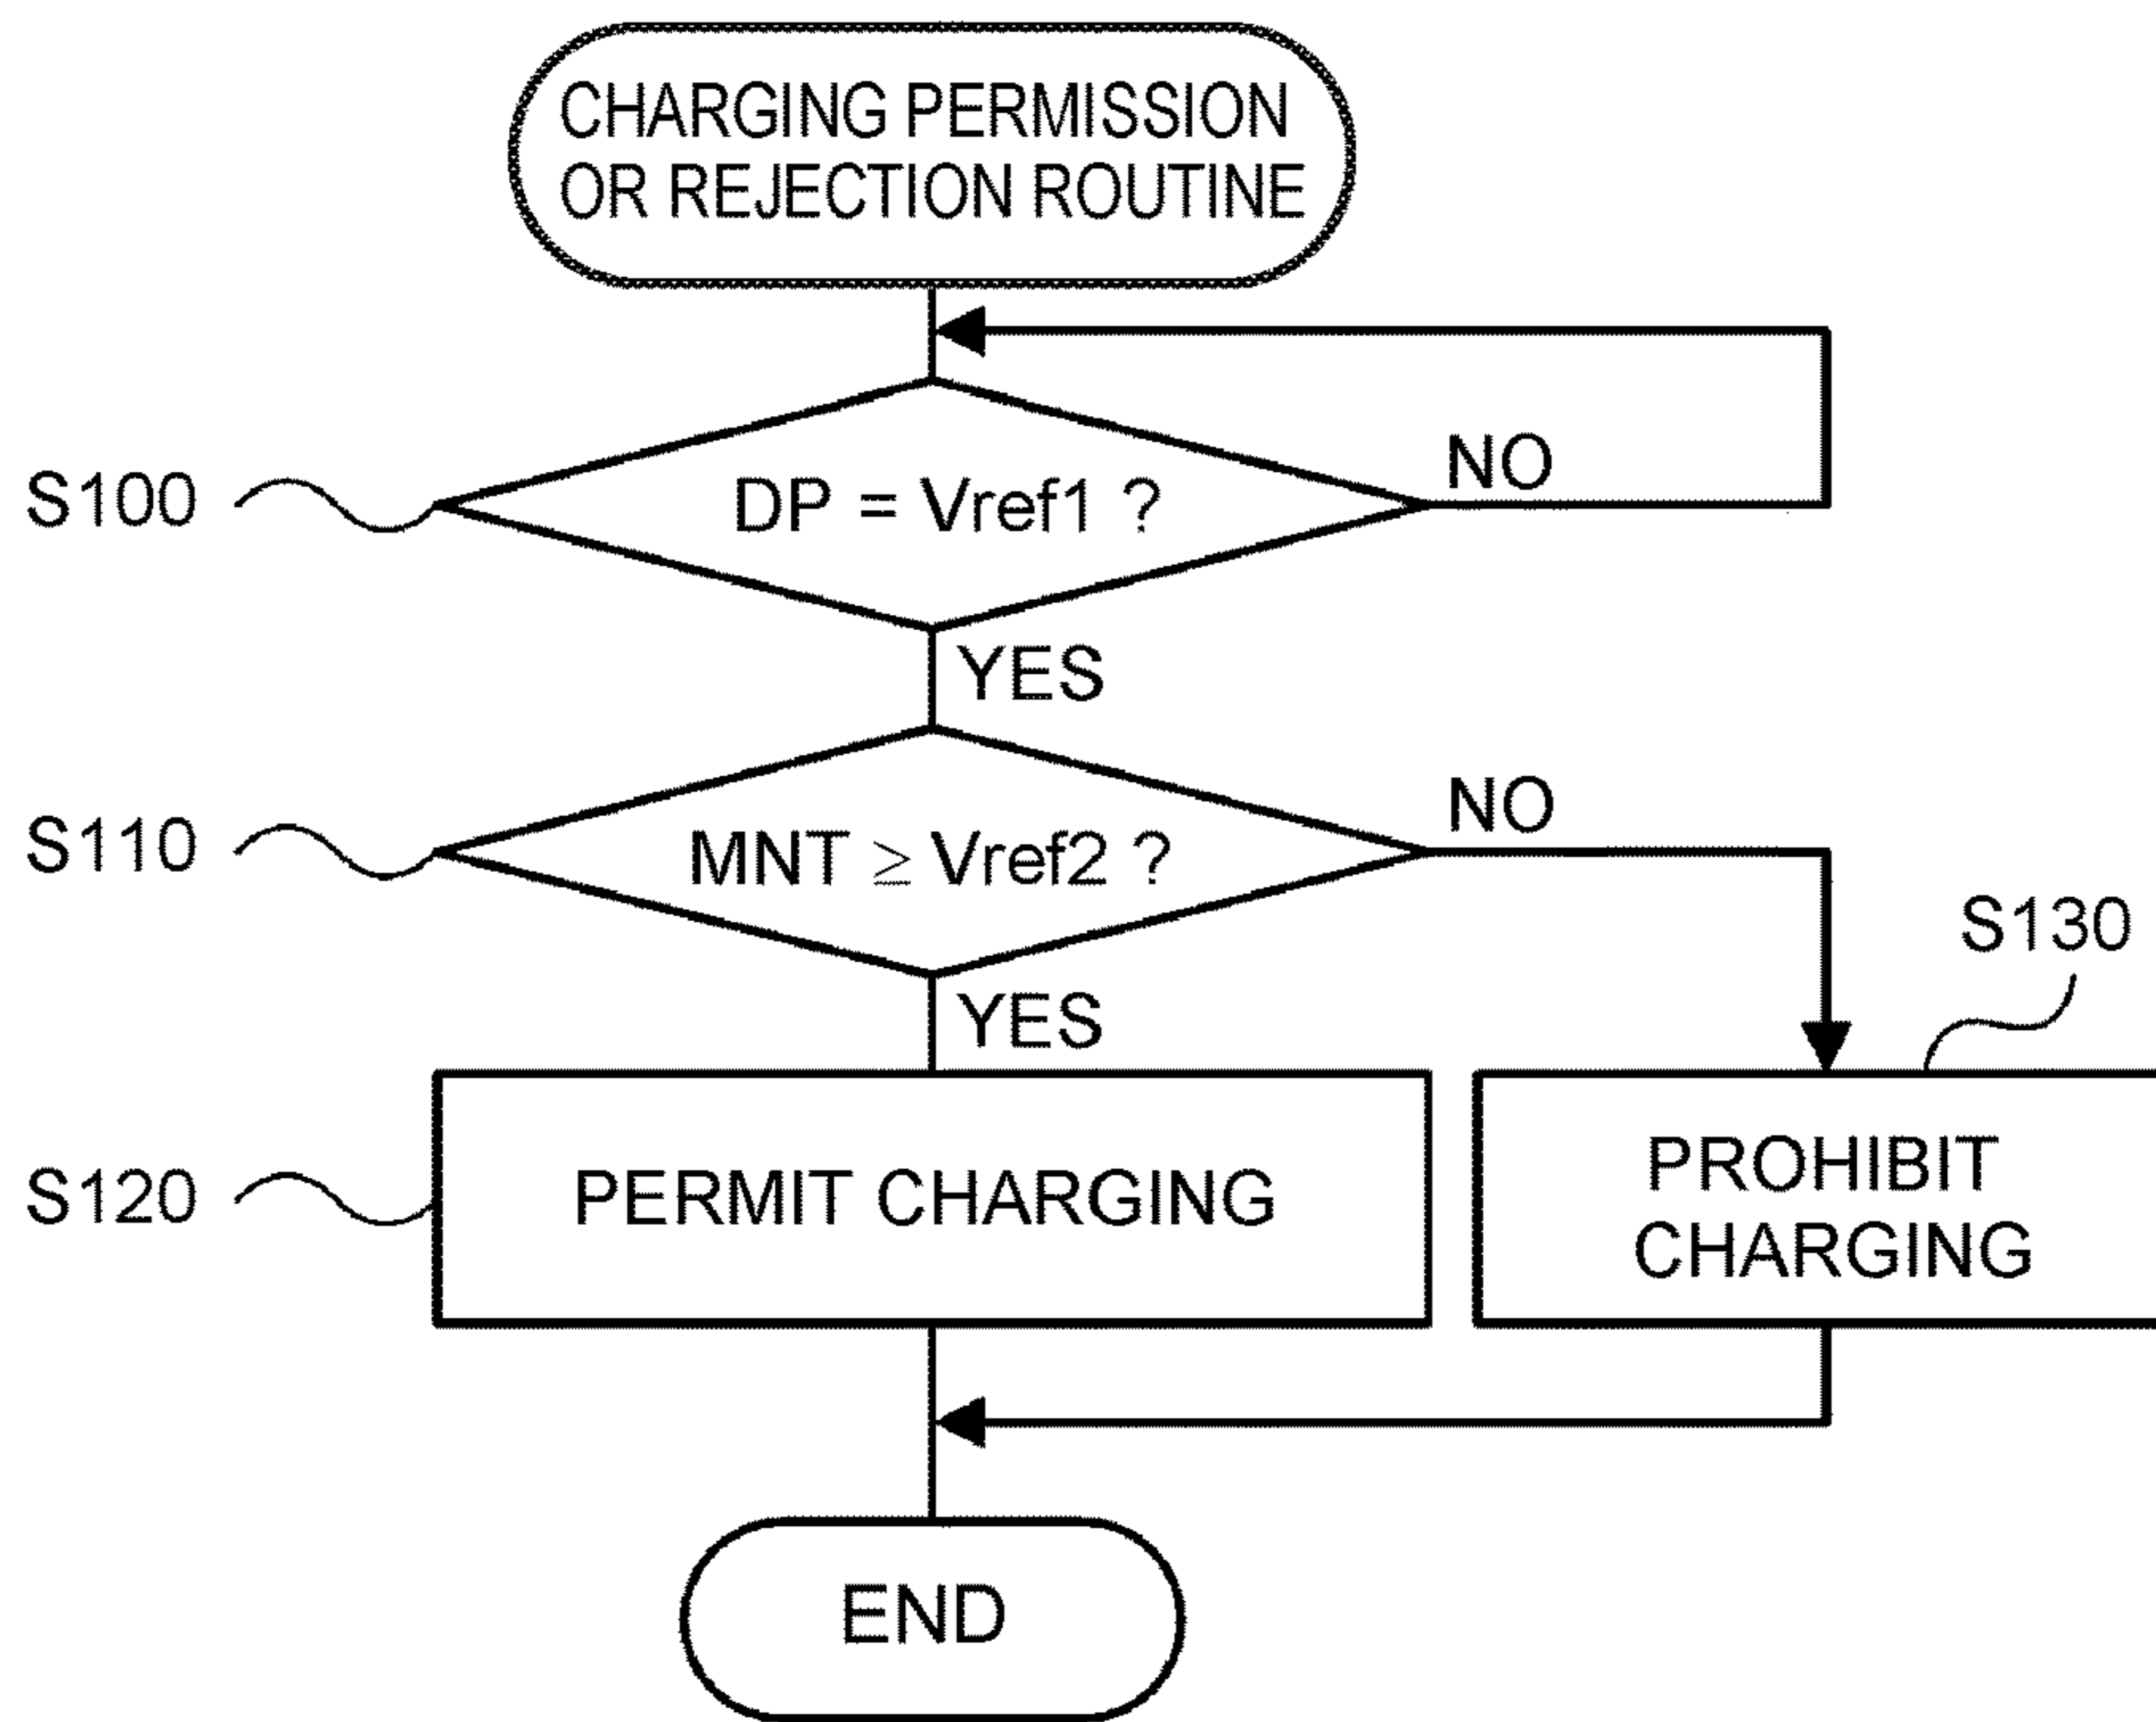 CHARGING PERMISSION
OR REJECTION ROUTINE
S100
DP = Vref1 ?
NO
YES
S110
MNT ≥ Vref2 ?
NO
YES
S130
S120
PERMIT CHARGING
PROHIBIT
CHARGING
END